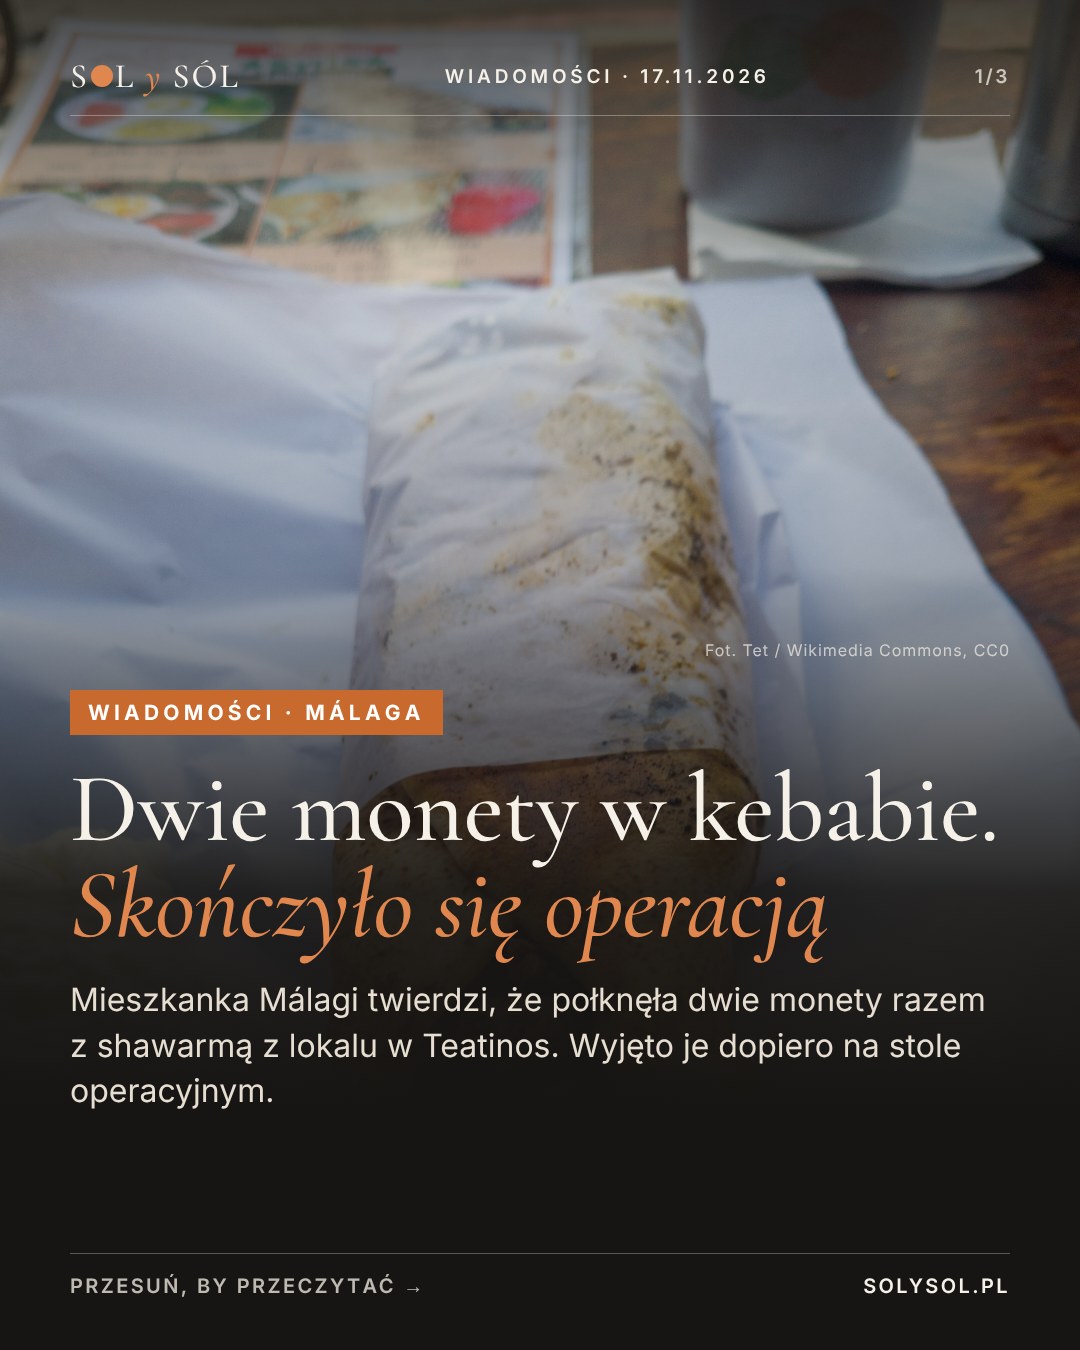 SOL y SÓL
WIADOMOŚCI · 17.11.2026
1/3
Fot. Tet / Wikimedia Commons, CC0
WIADOMOŚCI · MÁLAGA
Dwie monety w kebabie.
Skończyło się operacją
Mieszkanka Málagi twierdzi, że połknęła dwie monety razem
z shawarmą z lokalu w Teatinos. Wyjęto je dopiero na stole
operacyjnym.
PRZESUŃ, BY PRZECZYTAĆ →
SOLYSOL.PL